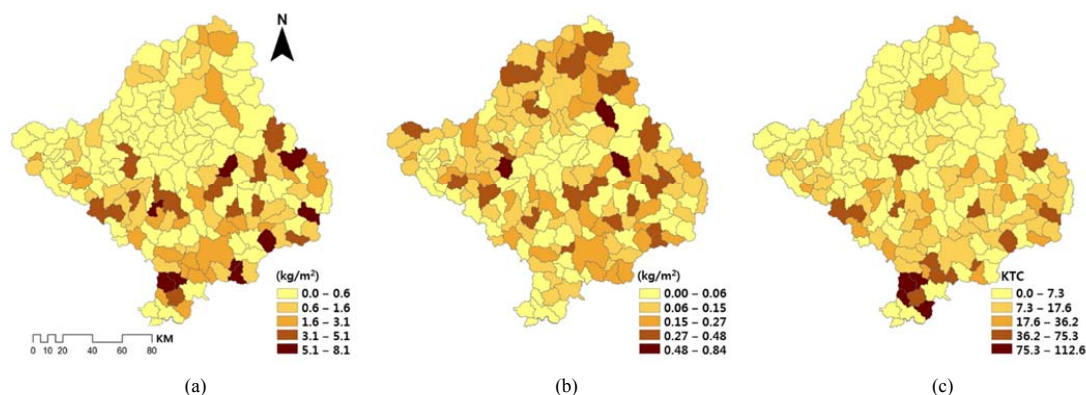 N
(kg/m²)
0.0 – 0.6
0.6 – 1.6
1.6 – 3.1
3.1 – 5.1
5.1 – 8.1
KM
0 10 20 40 60 80
(kg/m²)
0.00 – 0.06
0.06 – 0.15
0.15 – 0.27
0.27 – 0.48
0.48 – 0.84
KTC
0.0 – 7.3
7.3 – 17.6
17.6 – 36.2
36.2 – 75.3
75.3 – 112.6
(a)
(b)
(c)